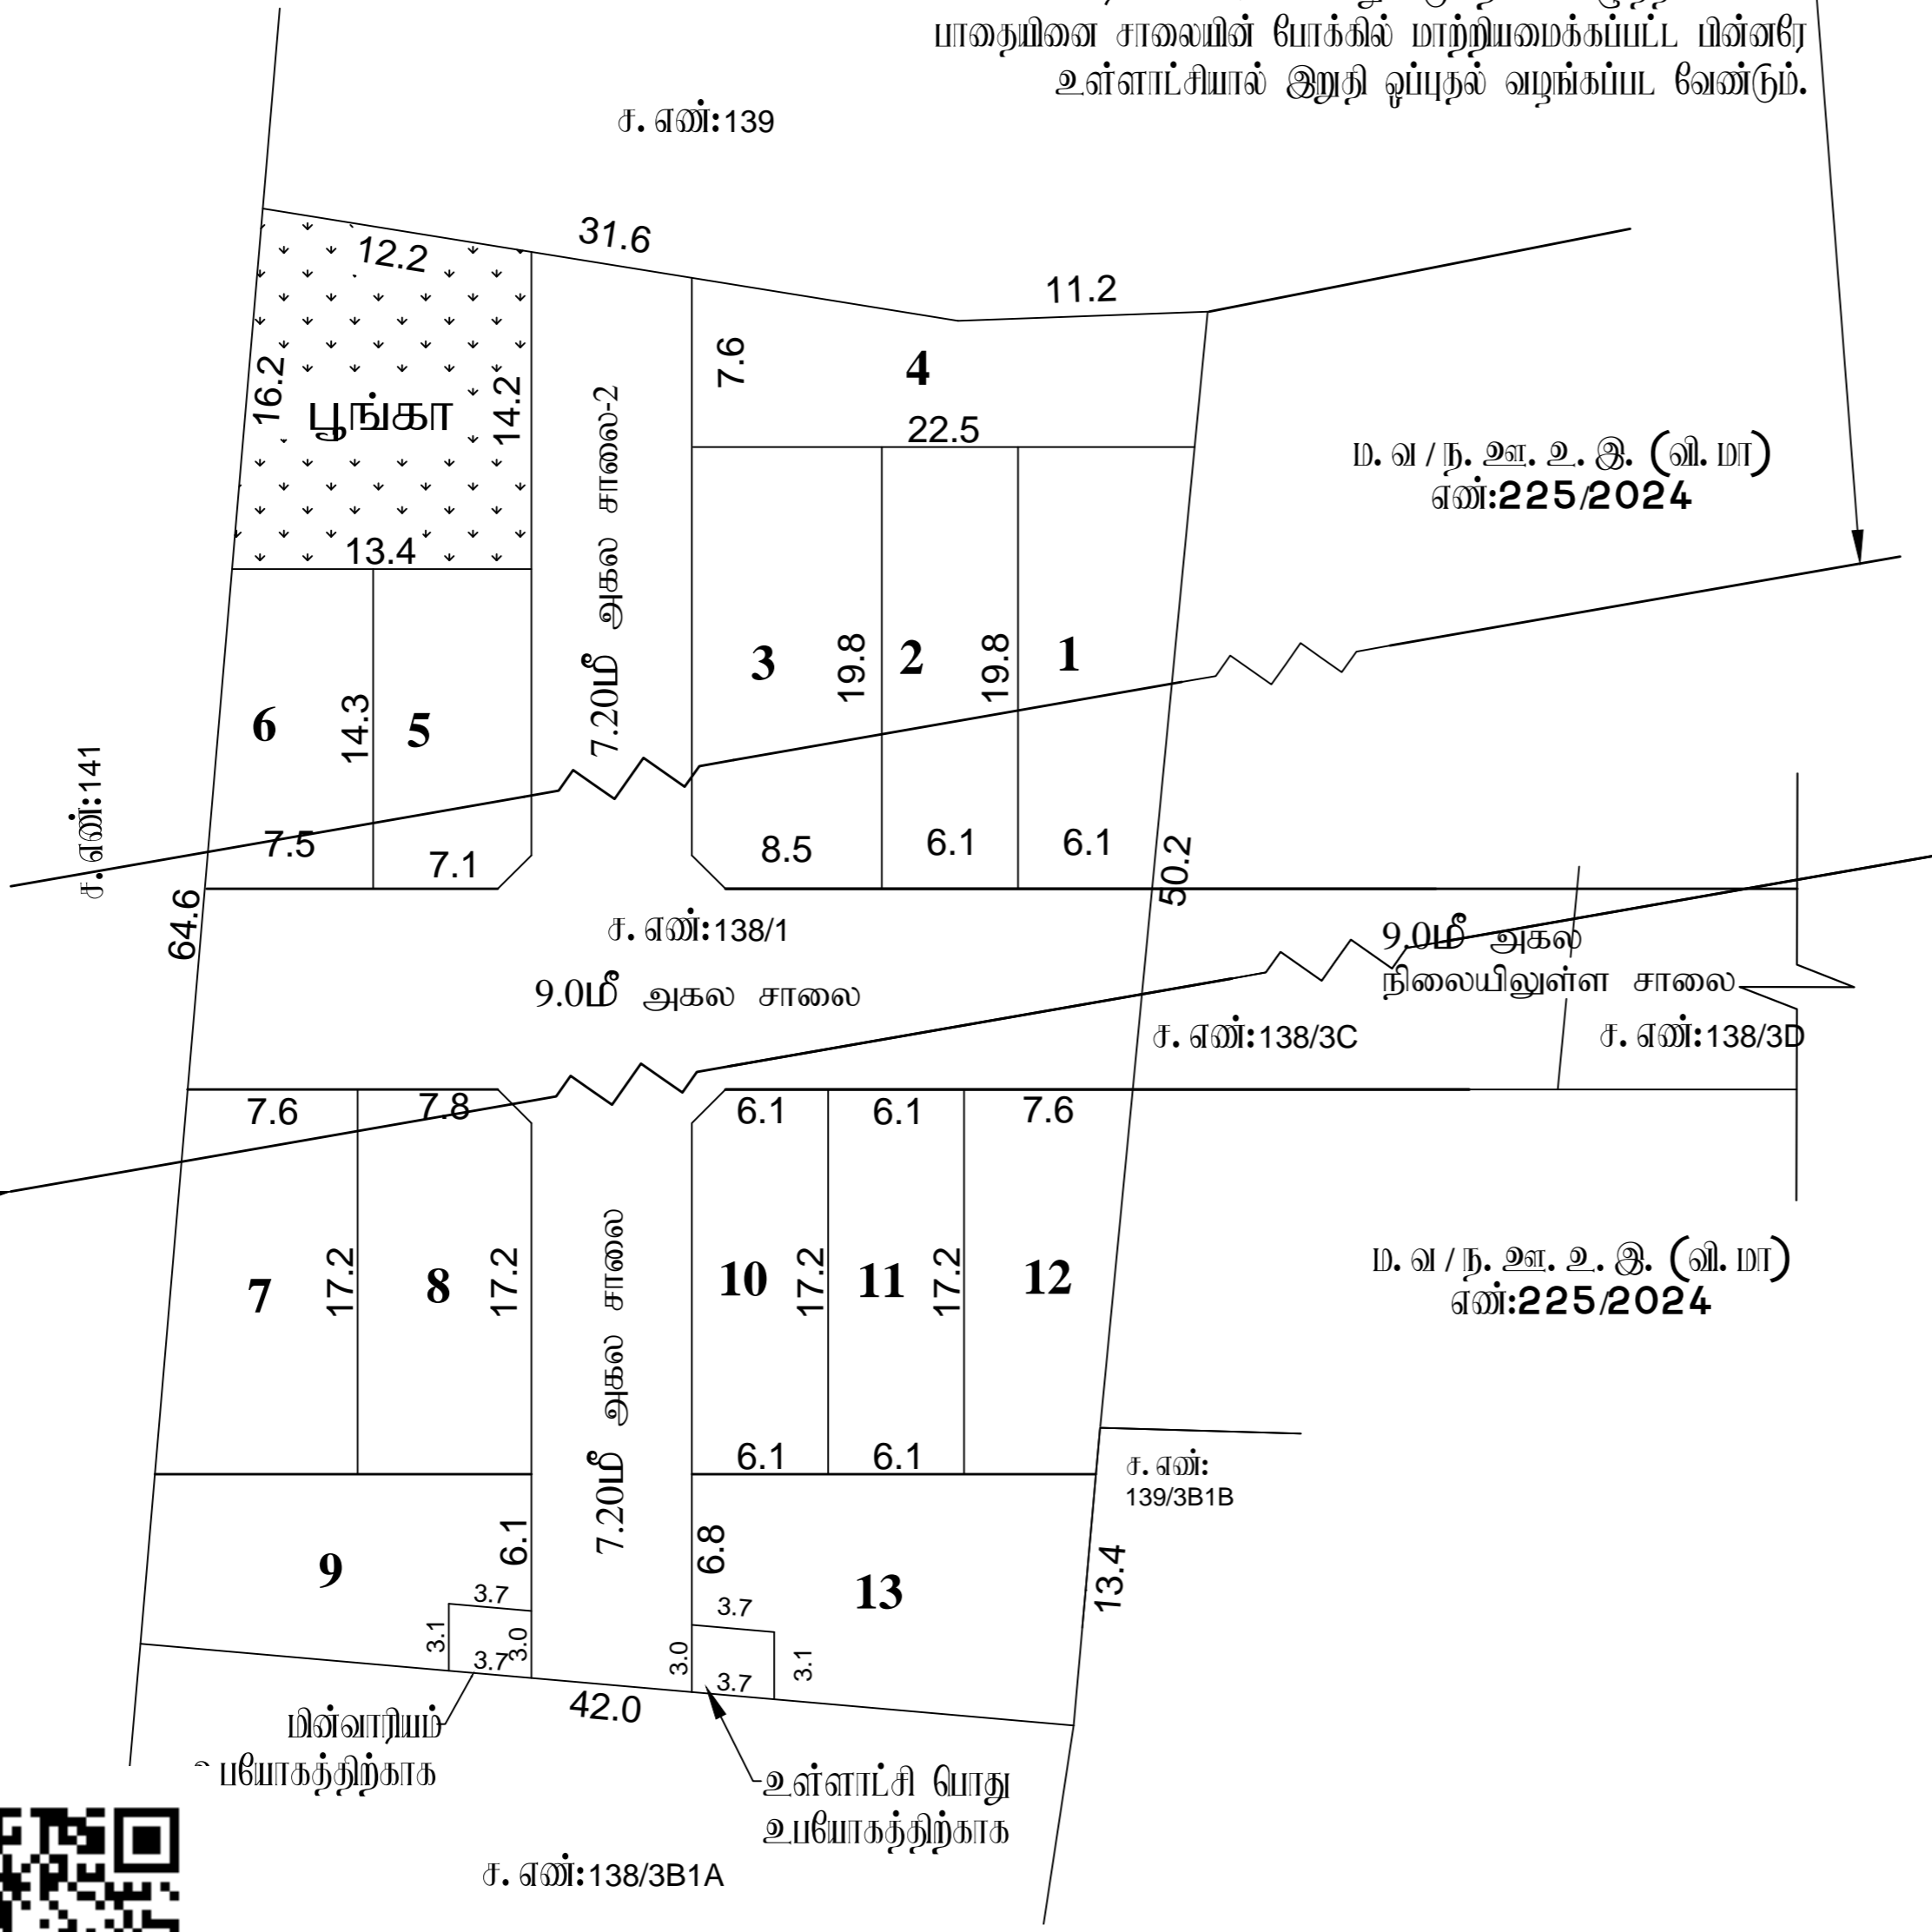 பாதையினை சாலையின் போக்கில் மாற்றியமைக்கப்பட்ட பின்னரே
உள்ளாட்சியால் இறுதி ஒப்புதல் வழங்கப்பட வேண்டும்.
ச.எண்:139
31.6
12.2
11.2
7.6
4
22.5
16.2
பூங்கா
14.2
13.4
7.20மீ அகல சாலை-2
ம.வ/ந.ஊ.உ.இ.(வி.மா)
எண்:225/2024
3
19.8
2
19.8
1
6
14.3
5
ச.எண்:141
7.5
7.1
8.5
6.1
6.1
50.2
64.6
ச.எண்:138/1
9.0மீ அகல சாலை
9.0மீ அகல
நிலையிலுள்ள சாலை
ச.எண்:138/3C
ச.எண்:138/3D
7.6
7.8
6.1
6.1
7.6
7
17.2
8
17.2
7.20மீ அகல சாலை
10
17.2
11
17.2
12
ம.வ/ந.ஊ.உ.இ.(வி.மா)
எண்:225/2024
6.1
6.1
ச.எண்:
139/3B1B
9
6.1
6.8
13
13.4
3.7
3.1
3.0
3.7
3.7
3.0
3.1
3.7
42.0
மின்வாரியம்
உபயோகத்திற்காக
உள்ளாட்சி பொது
உபயோகத்திற்காக
ச.எண்:138/3B1A